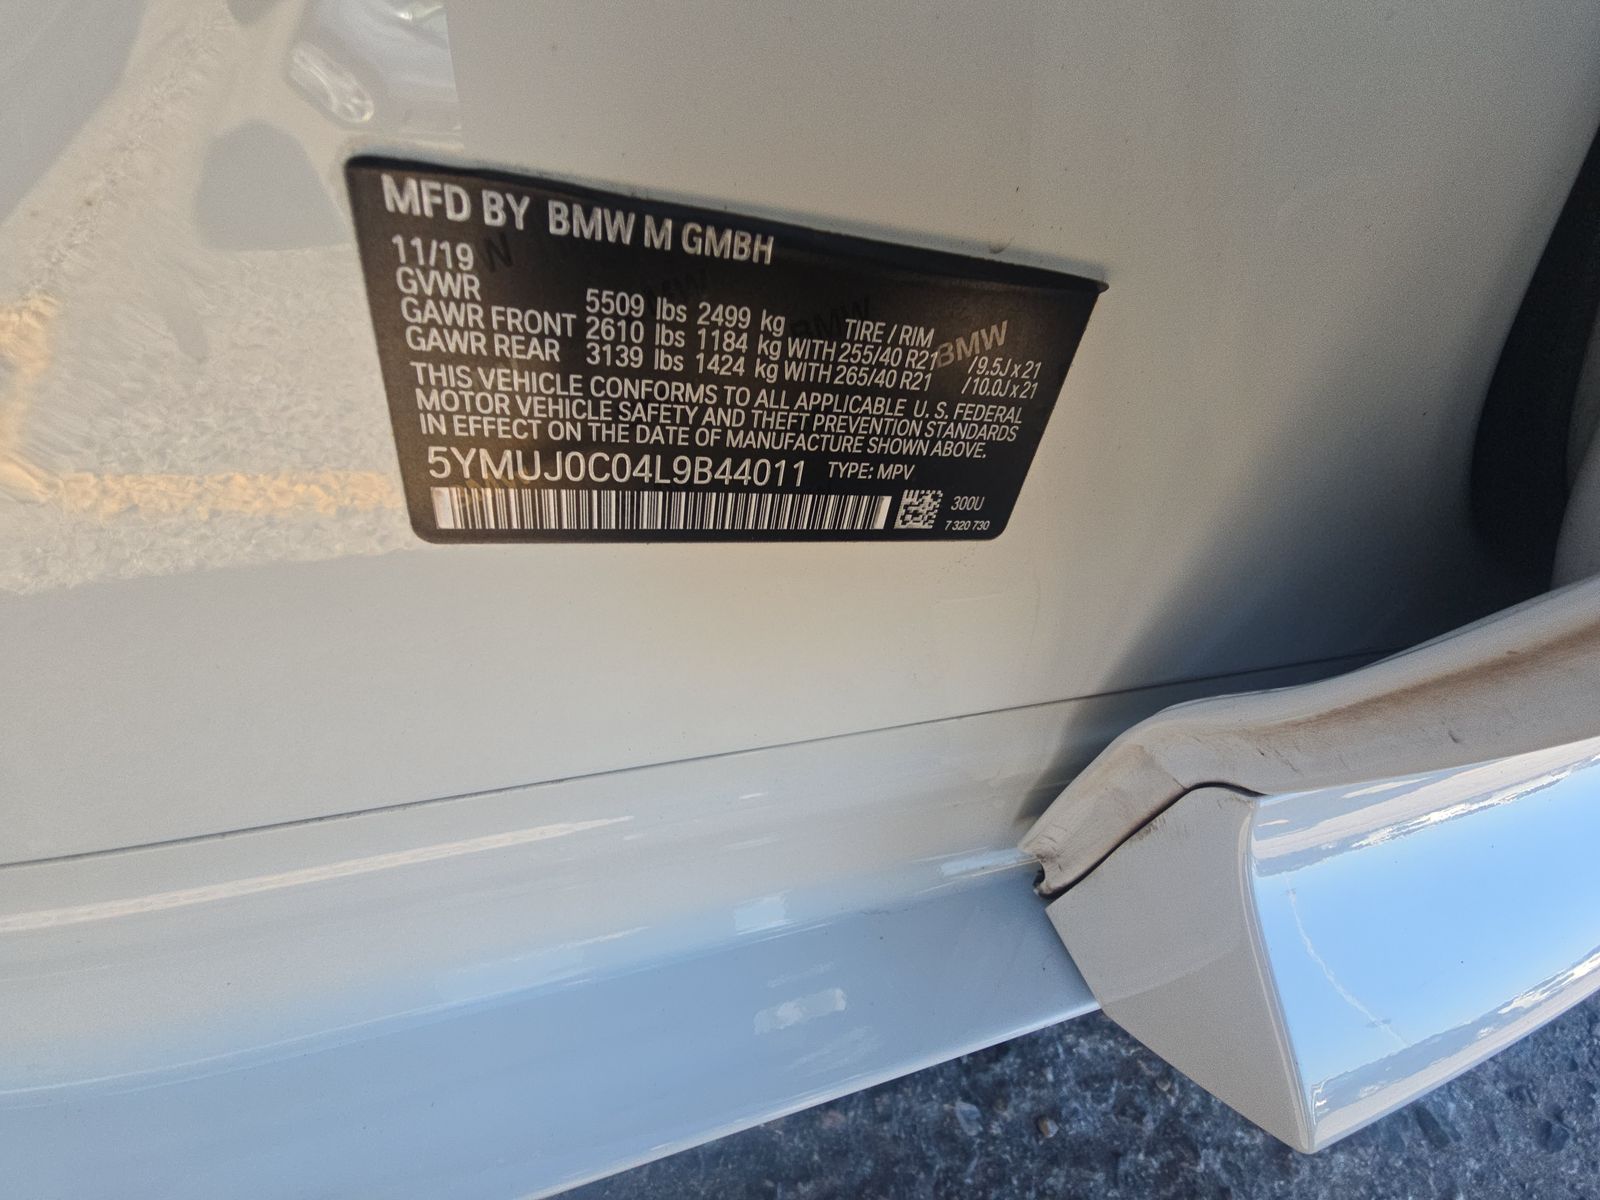 MFD BY BMW M GMBH
11/19
GVWR 5509 lbs 2499 kg TIRE / RIM
GAWR FRONT 2610 lbs 1184 kg WITH 255/40 R21 /9.5J x 21
GAWR REAR 3139 lbs 1424 kg WITH 265/40 R21 /10.0J x 21
THIS VEHICLE CONFORMS TO ALL APPLICABLE U. S. FEDERAL
MOTOR VEHICLE SAFETY AND THEFT PREVENTION STANDARDS
IN EFFECT ON THE DATE OF MANUFACTURE SHOWN ABOVE.
5YMUJ0C04L9B44011 TYPE: MPV
300U
7 320 730
BMW